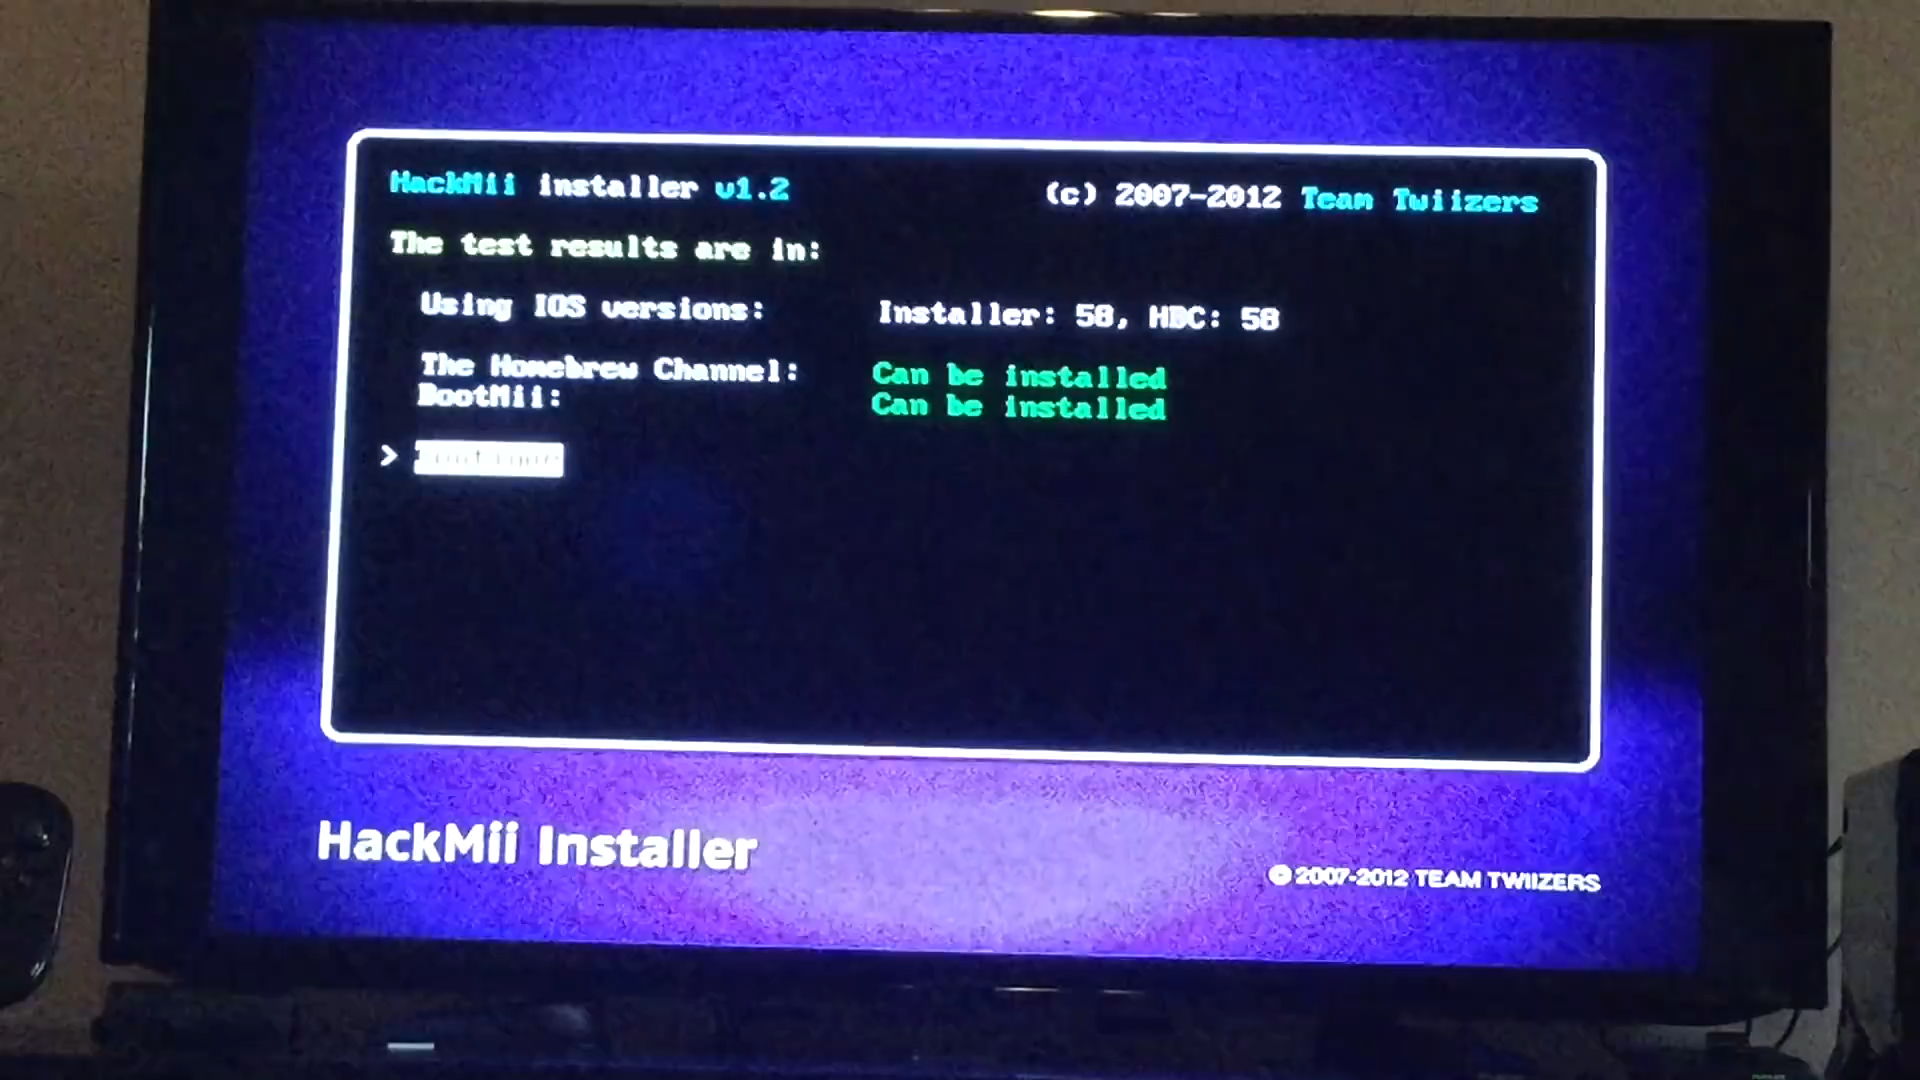 HackMii installer v1.2 (c) 2007-2012 Team Twiizers
The test results are in:
Using IOS versions: Installer: 58, HBC: 58
The Homebrew Channel: Can be installed
BootMii: Can be installed
> Continue
HackMii Installer
© 2007-2012 TEAM TWIIZERS